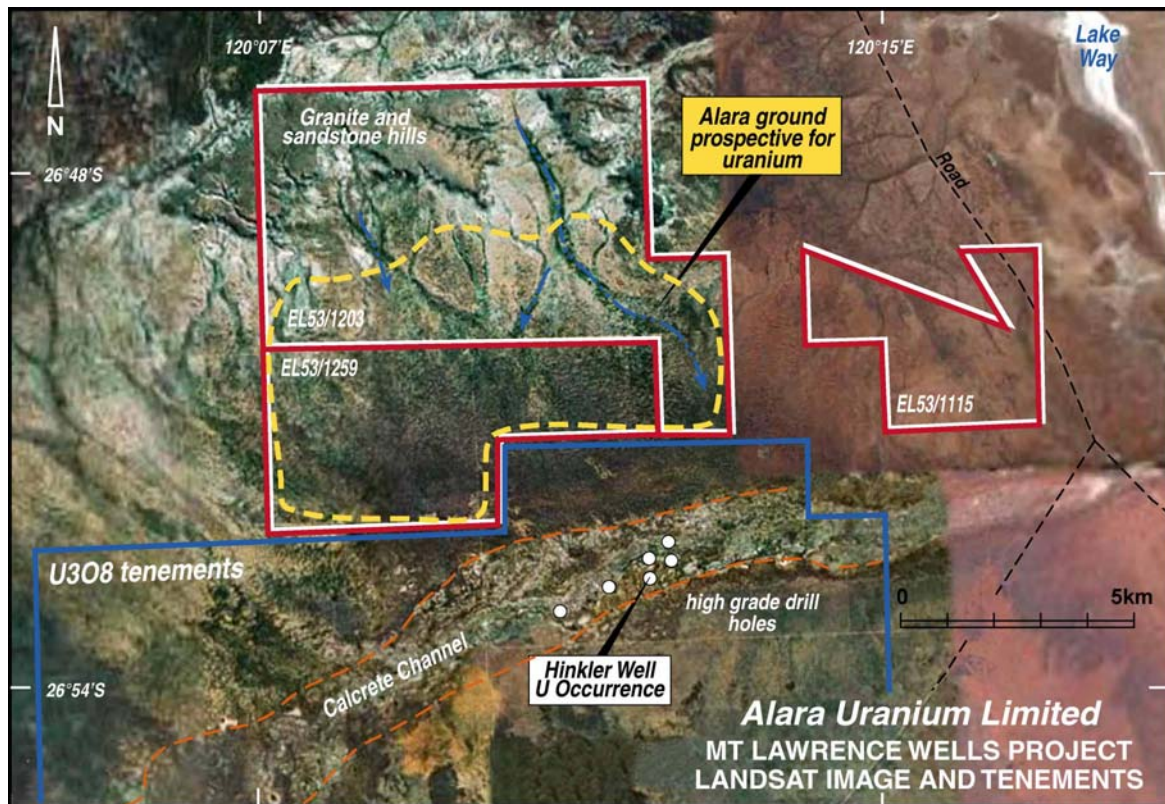 120°07'E
120°15'E
Lake
Way
N
Granite and
sandstone hills
Alara ground
prospective for
uranium
Road
26°48'S
EL53/1203
EL53/1259
EL53/1115
U3O8 tenements
high grade drill
holes
0 5km
Calcrete Channel
Hinkler Well
U Occurrence
26°54'S
Alara Uranium Limited
MT LAWRENCE WELLS PROJECT
LANDSAT IMAGE AND TENEMENTS